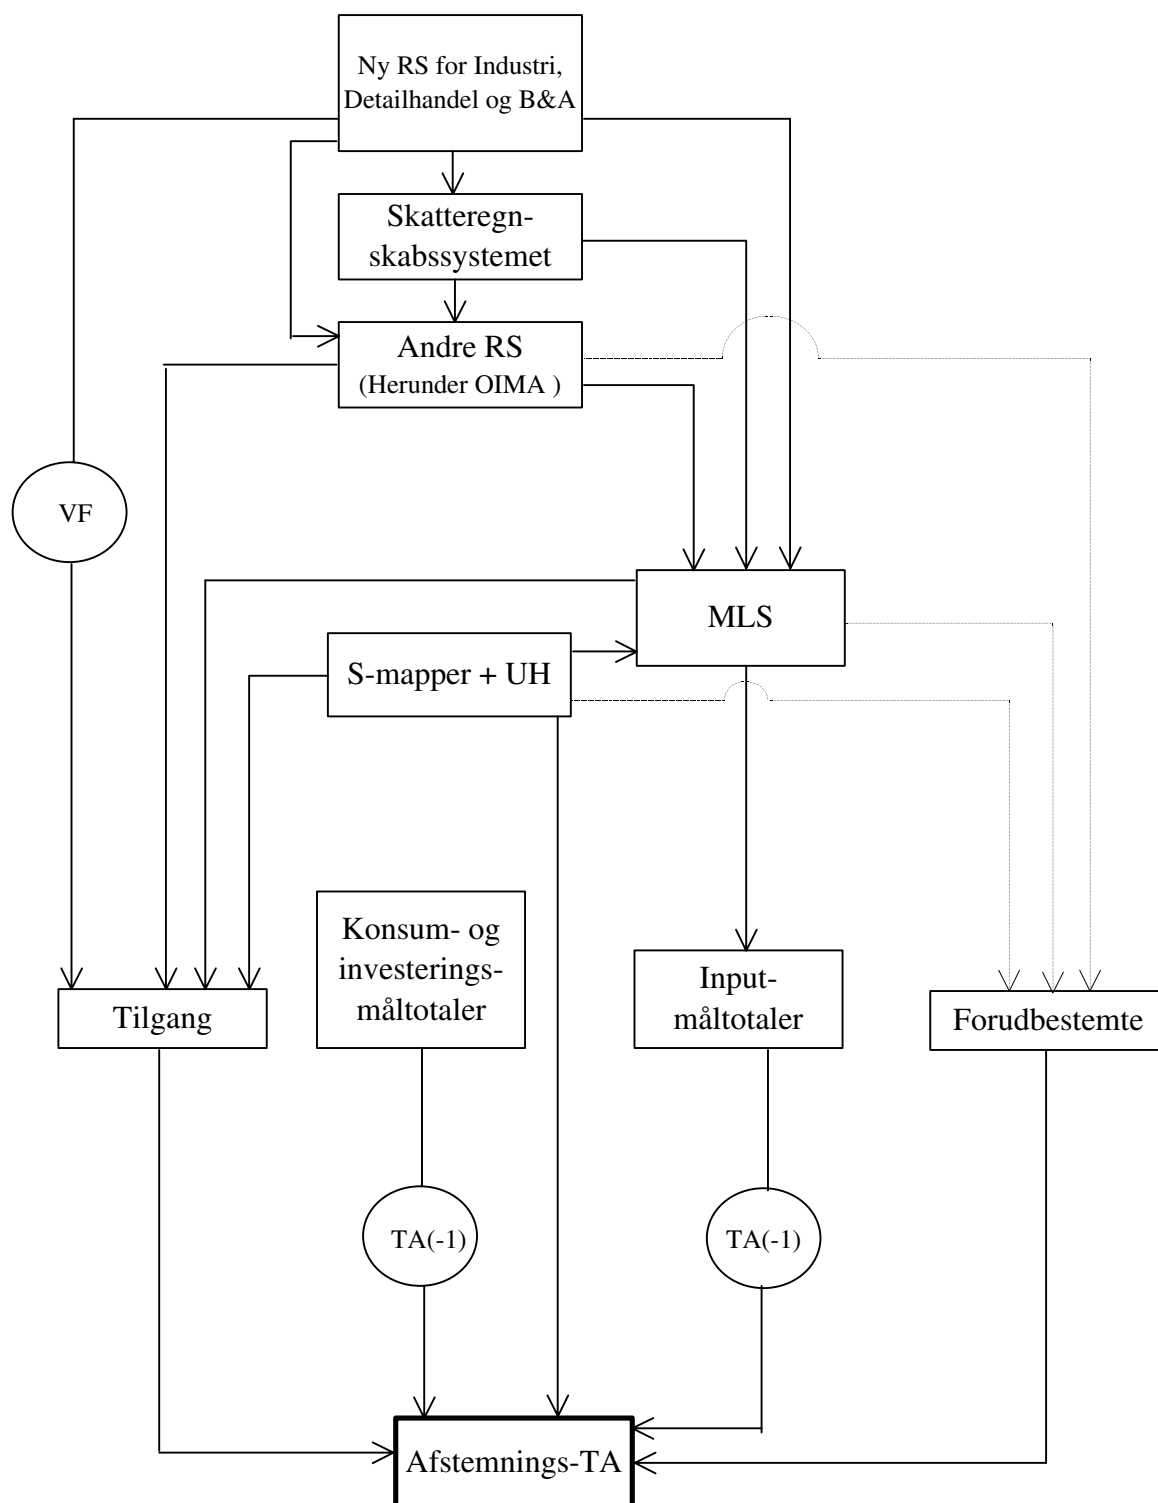 Ny RS for Industri,
Detailhandel og B&A
Skatteregn-
skabssystemet
Andre RS
(Herunder OIMA )
VF
MLS
S-mapper + UH
Konsum- og
investerings-
måltotaler
Input-
måltotaler
Tilgang
Forudbestemte
TA(-1)
TA(-1)
Afstemnings-TA